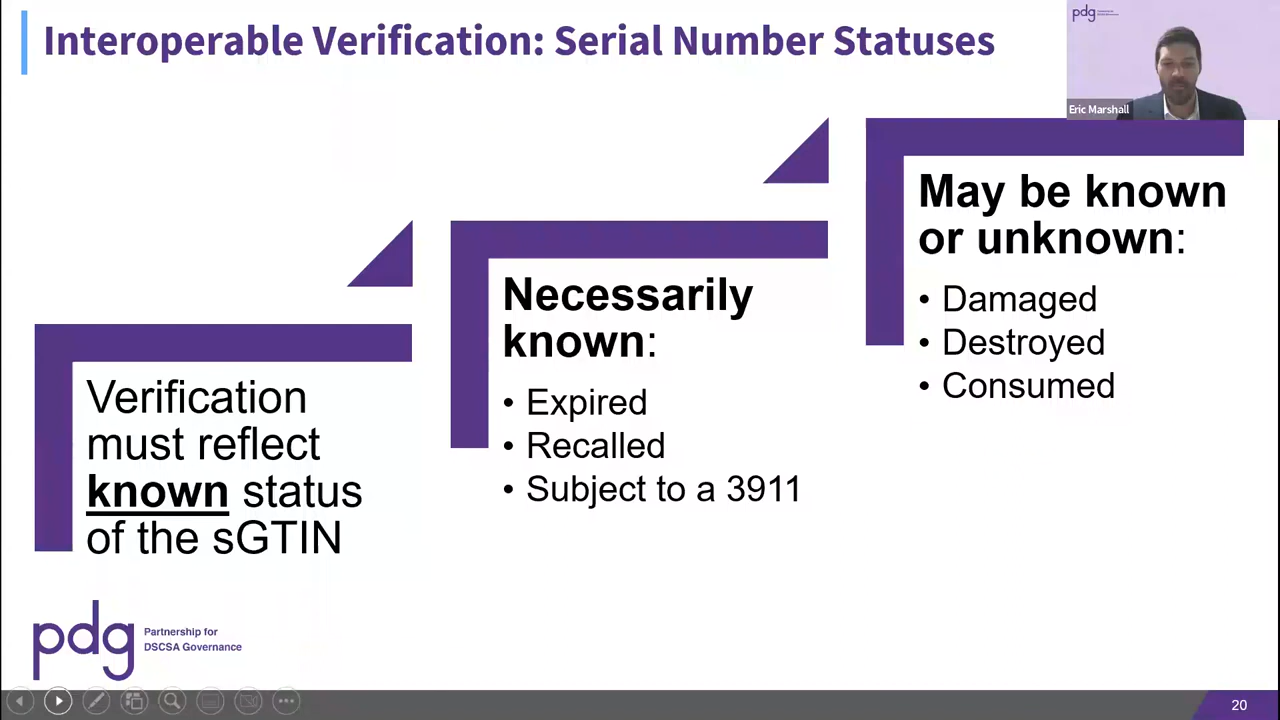 Interoperable Verification: Serial Number Statuses
pdg
Eric Marshall
Verification
must reflect
known status
of the sGTIN
Necessarily
known:
• Expired
• Recalled
• Subject to a 3911
May be known
or unknown:
• Damaged
• Destroyed
• Consumed
pdg
Partnership for
DSCSA Governance
20